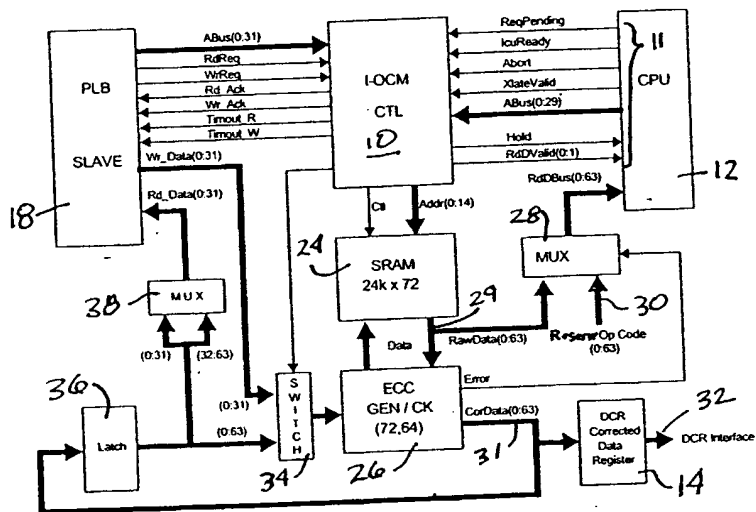 ABus(0:31)
RdReq
WrReq
Rd_Ack
Wr_Ack
Timout_R
Timout_W
Wr_Data(0:31)
Rd_Data(0:31)
PLB
SLAVE
18
I-OCM
CTL
10
ReqPending
IcuReady
Abort
XlateValid
ABus(0:29)
Hold
RdDValid(0:1)
RdDBus(0:63)
11
CPU
12
Ctl
Addr(0:14)
24
SRAM
24k x 72
28
MUX
29
30
38
MUX
Data
RawData(0:63)
Reserve Op Code
(0:63)
(0:31)
(32:63)
36
Latch
(0:31)
(0:63)
SWITCH
34
ECC
GEN / CK
(72,64)
26
Error
CorData(0:63)
31
DCR
Corrected
Data
Register
14
32
DCR Interface